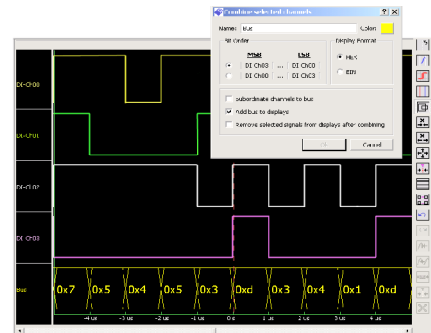 Combine selected channels
Name: Bus Color:
Bit Order Display Format
MSB LSB
DI Ch03 ... DI Ch00 HEX
DI Ch00 ... DI Ch03 BIN
Subordinate channels to bus
Add bus to displays
Remove selected signals from displays after combining
Ok Cancel
DI-Ch00
DI-Ch01
DI-Ch02
DI-Ch03
Bus 0x7 0x5 0x4 0x5 0x3 0xd 0x3 0x4 0x1 0xd
-4 us -3 us -2 us -1 us 0 s 1 us 2 us 3 us 4 us